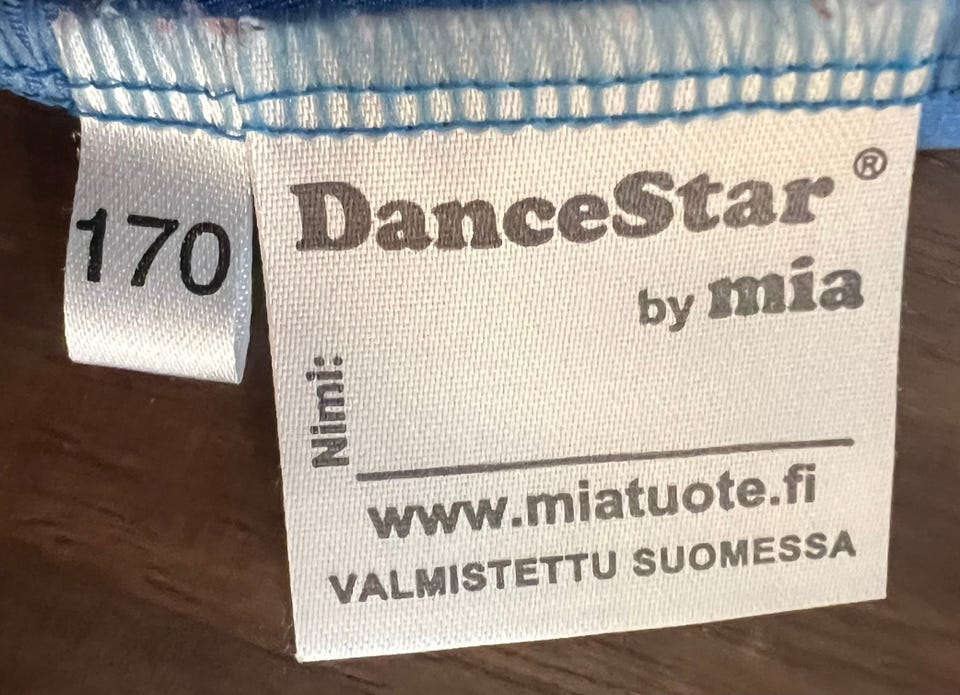 170
DanceStar®
by mia
Nimi:
www.miatuote.fi
VALMISTETTU SUOMESSA